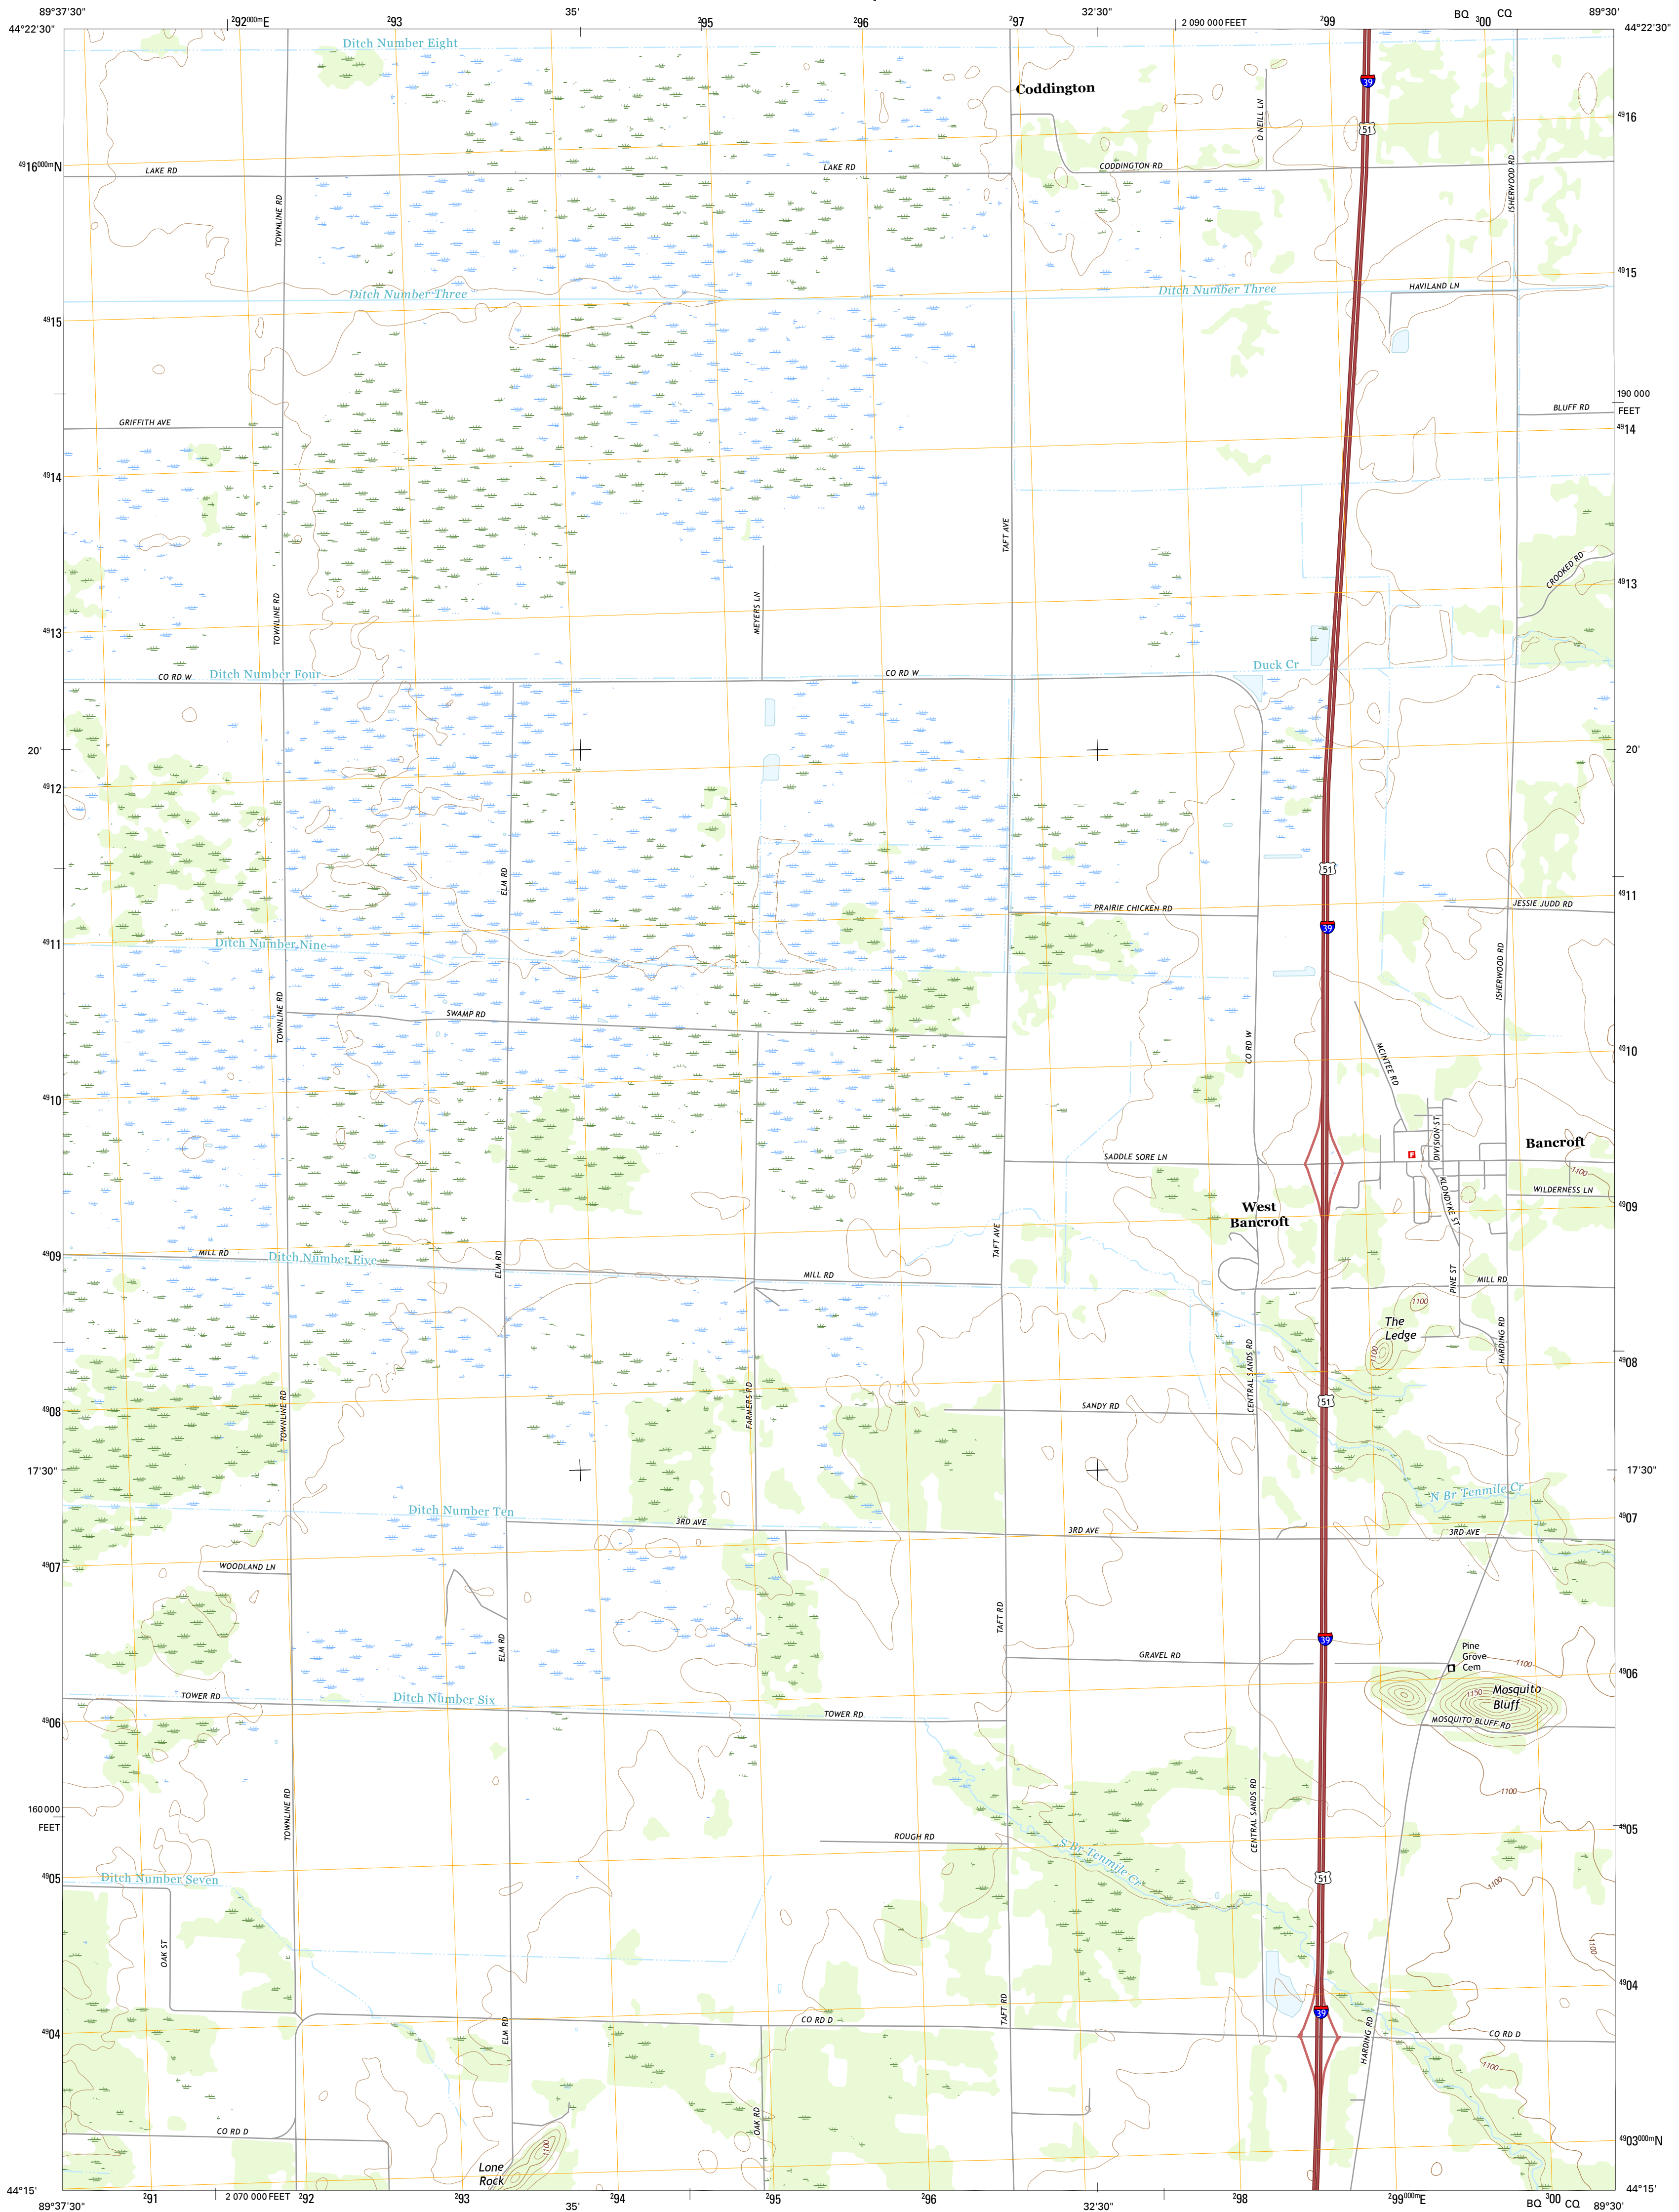 89°37'30"
²92000mE
²93
35'
²95
²96
²97
32'30"
2 090 000 FEET
²99
BQ
³00
CQ
89°30'
44°22'30"
44°22'30"
Ditch Number Eight
39
Coddington
51
O NEILL LN
⁴⁹16
⁴⁹16000mN
LAKE RD
LAKE RD
CODDINGTON RD
ISHERWOOD RD
TOWNLINE RD
⁴⁹15
Ditch Number Three
Ditch Number Three
HAVILAND LN
⁴⁹15
190 000
FEET
BLUFF RD
GRIFFITH AVE
⁴⁹14
⁴⁹14
TAFT AVE
CROOKED RD
⁴⁹13
TOWNLINE RD
MEYERS LN
⁴⁹13
Duck Cr
CO RD W
Ditch Number Four
CO RD W
20'
20'
⁴⁹12
51
ELM RD
⁴⁹11
JESSIE JUDD RD
PRAIRIE CHICKEN RD
39
⁴⁹11
Ditch Number Nine
ISHERWOOD RD
TOWNLINE RD
SWAMP RD
CO RD W
⁴⁹10
MCINTEE RD
⁴⁹10
DIVISION ST
Bancroft
F
SADDLE SORE LN
1100
KLONDYKE ST
WILDERNESS LN
West
Bancroft
⁴⁹09
TAFT AVE
⁴⁹09
MILL RD
Ditch Number Five
ELM RD
MILL RD
PINE ST
MILL RD
1100
The
Ledge
1100
HARDING RD
⁴⁹08
CENTRAL SANDS RD
51
⁴⁹08
TOWNLINE RD
FARMERS RD
SANDY RD
17'30"
17'30"
N Br Tenmile Cr
Ditch Number Ten
3RD AVE
3RD AVE
3RD AVE
⁴⁹07
⁴⁹07
WOODLAND LN
TAFT RD
ELM RD
39
Pine
Grove
Cem
GRAVEL RD
1100
⁴⁹06
1150
Mosquito
Bluff
TOWER RD
Ditch Number Six
TOWER RD
MOSQUITO BLUFF RD
⁴⁹06
1100
160 000
FEET
TOWNLINE RD
CENTRAL SANDS RD
ROUGH RD
⁴⁹05
S Br Tenmile Cr
⁴⁹05
Ditch Number Seven
51
1100
OAK ST
1100
⁴⁹04
TAFT RD
39
⁴⁹04
ELM RD
CO RD D
HARDING RD
CO RD D
1100
OAK RD
CO RD D
1100
⁴⁹03000mN
Lone
Rock
44°15'
44°15'
89°37'30"
²91
2 070 000 FEET
²92
²93
35'
²94
²95
²96
32'30"
²98
²99000mE
BQ
³00
CQ
89°30'